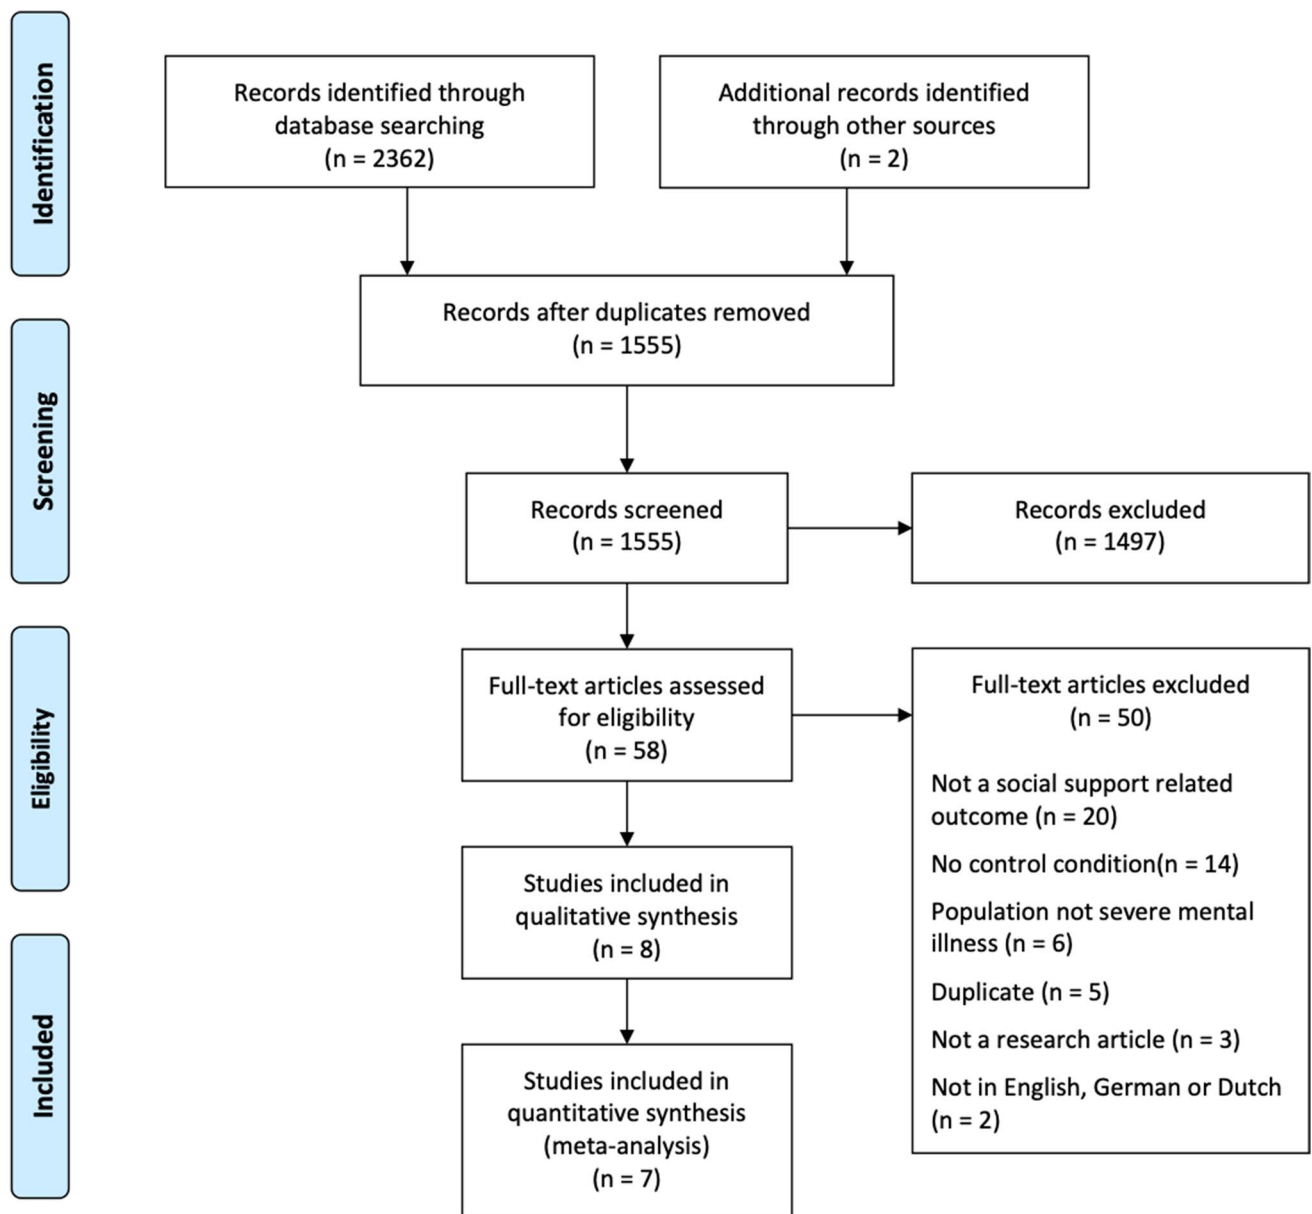 Identification
Records identified through
database searching
(n = 2362)
Additional records identified
through other sources
(n = 2)
Records after duplicates removed
(n = 1555)
Screening
Records screened
(n = 1555)
Records excluded
(n = 1497)
Eligibility
Full-text articles assessed
for eligibility
(n = 58)
Full-text articles excluded
(n = 50)
Not a social support related
outcome (n = 20)
No control condition(n = 14)
Population not severe mental
illness (n = 6)
Duplicate (n = 5)
Not a research article (n = 3)
Not in English, German or Dutch
(n = 2)
Studies included in
qualitative synthesis
(n = 8)
Included
Studies included in
quantitative synthesis
(meta-analysis)
(n = 7)